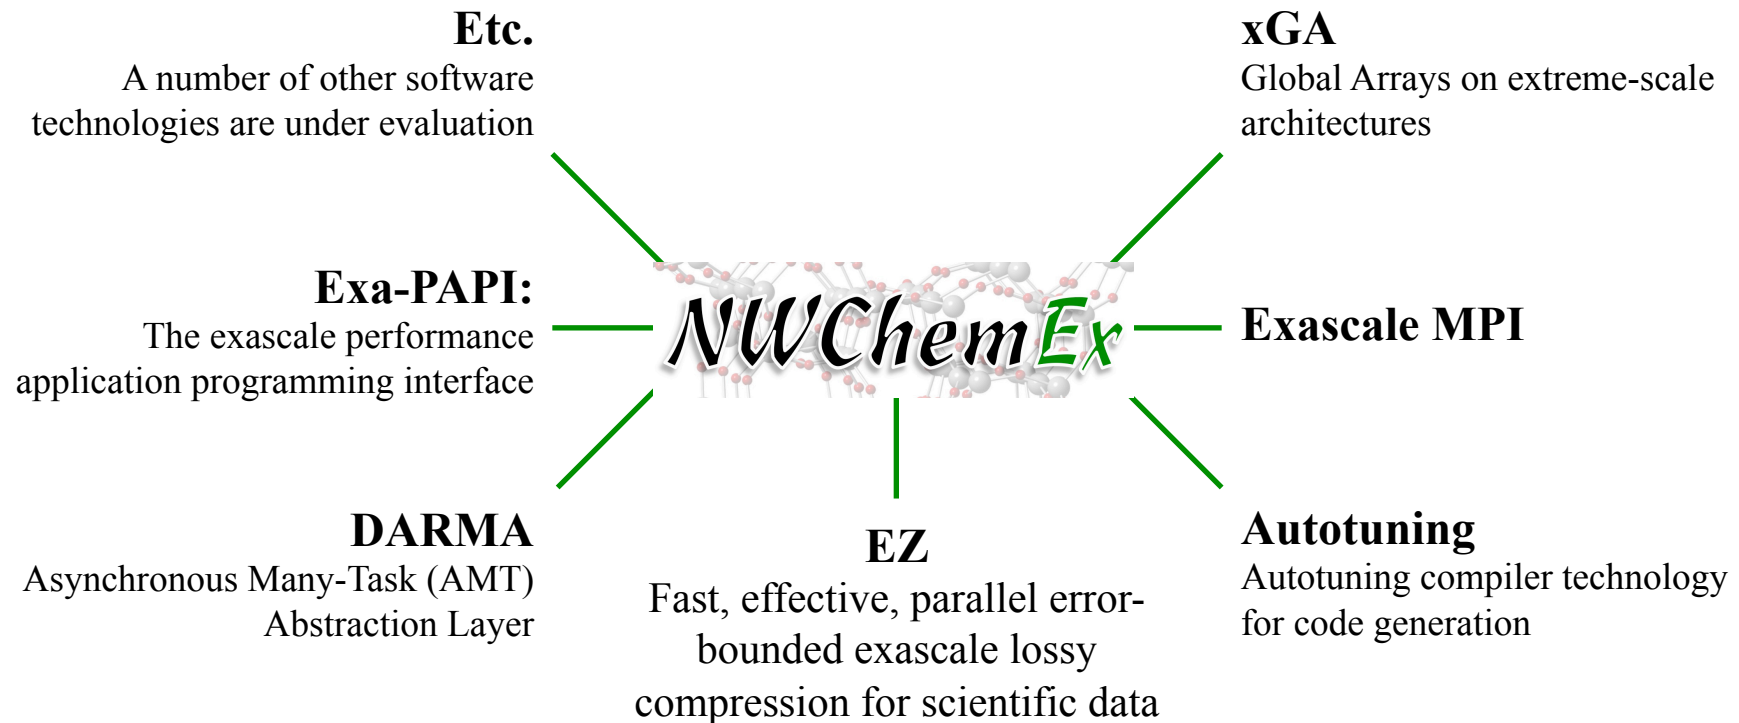 Etc.
A number of other software
technologies are under evaluation
xGA
Global Arrays on extreme-scale
architectures
Exa-PAPI:
The exascale performance
application programming interface
NWChemEx
Exascale MPI
DARMA
Asynchronous Many-Task (AMT)
Abstraction Layer
EZ
Fast, effective, parallel error-
bounded exascale lossy
compression for scientific data
Autotuning
Autotuning compiler technology
for code generation